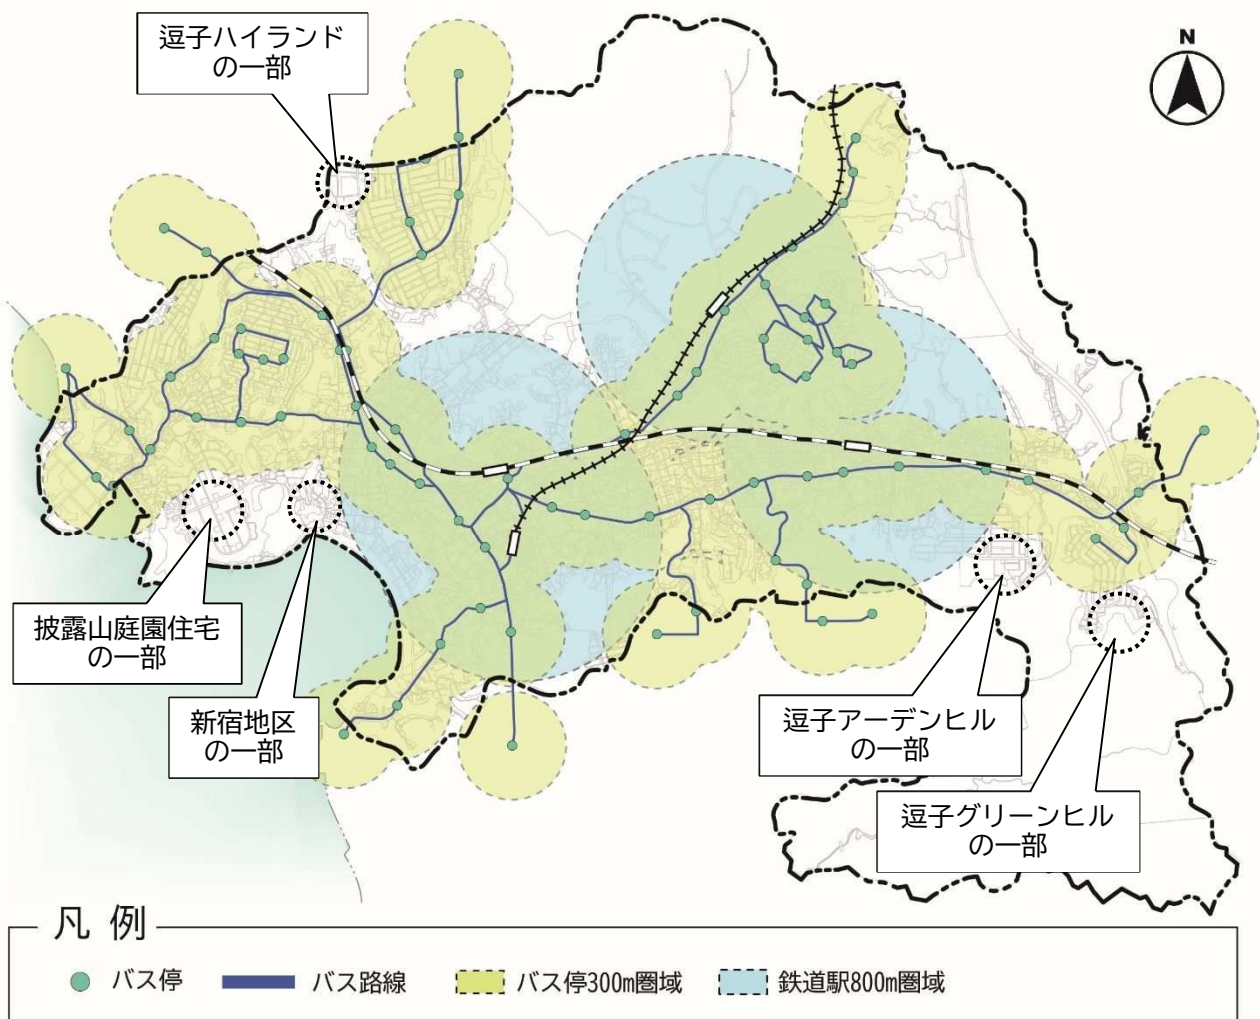 逗子ハイランド
の一部
N
披露山庭園住宅
の一部
新宿地区
の一部
逗子アーデンヒル
の一部
逗子グリーンヒル
の一部
凡 例
バス停
バス路線
バス停300m圏域
鉄道駅800m圏域